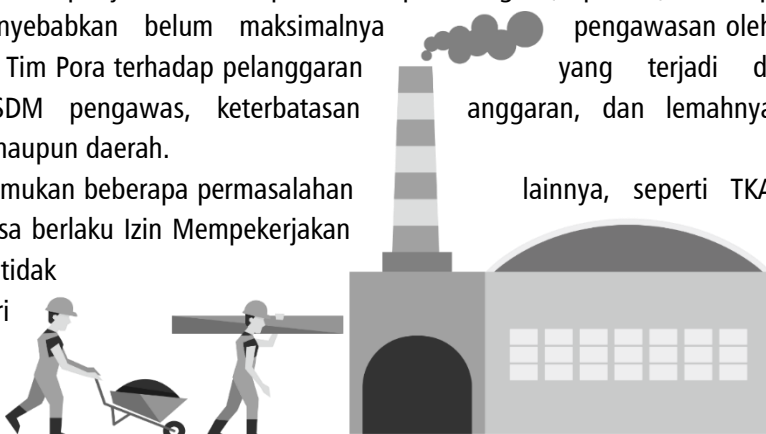 nyebabkan belum maksimalnya pengawasan oleh
Tim Pora terhadap pelanggaran yang terjadi d
SDM pengawas, keterbatasan anggaran, dan lemahnya
maupun daerah.
mukan beberapa permasalahan lainnya, seperti TKA
sa berlaku Izin Mempekerjakan
tidak
ri